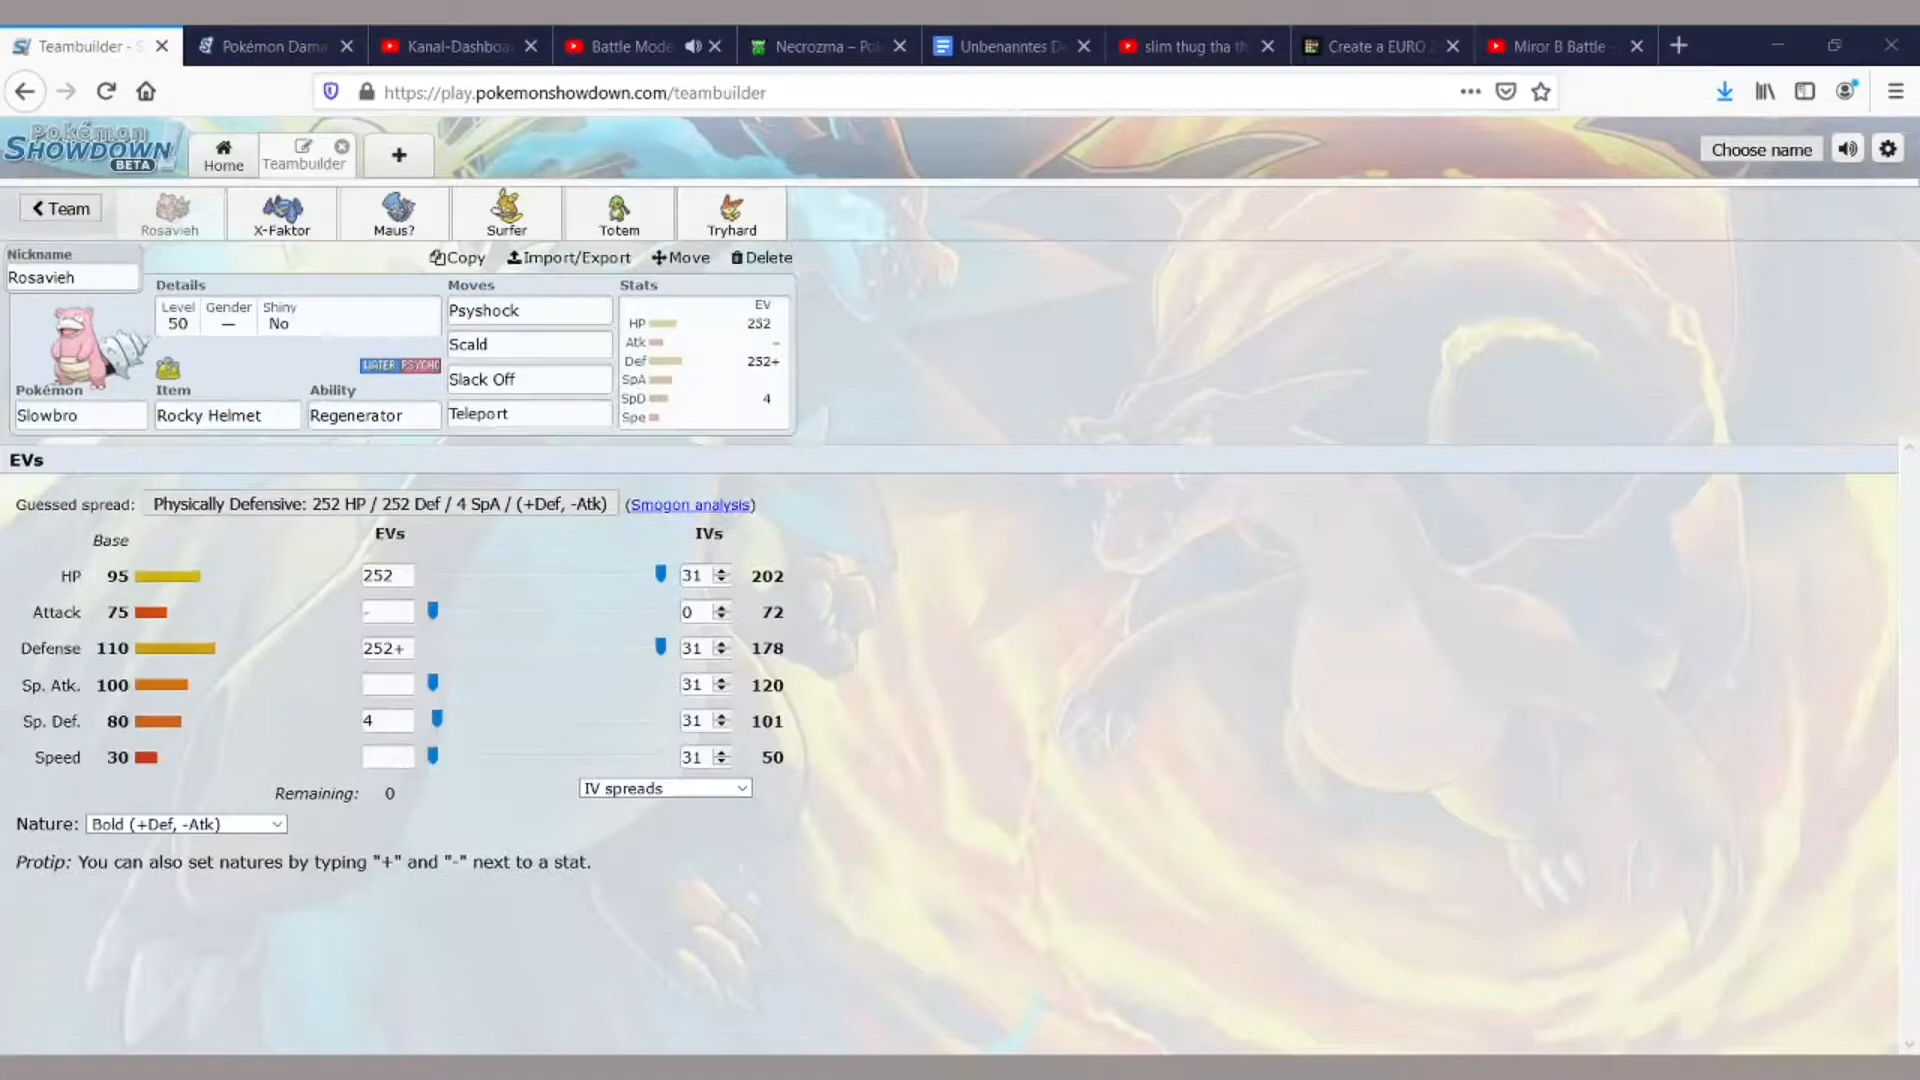 Teambuilder - S
Pokémon Dama
Kanal-Dashboa
Battle Mode
Necrozma – Pok
Unbenanntes D
slim thug tha th
Create a EURO
Miror B Battle -
https://play.pokemonshowdown.com/teambuilder
Pokémon
SHOWDOWN
BETA
Home
Teambuilder
Choose name
Team
Rosavieh
X-Faktor
Maus?
Surfer
Totem
Tryhard
Nickname
Rosavieh
Copy Import/Export Move Delete
Details
Level Gender Shiny
50 — No
WATER PSYCHC
Pokémon
Slowbro
Item
Rocky Helmet
Ability
Regenerator
Moves
Psyshock
Scald
Slack Off
Teleport
Stats
EV
HP 252
Atk -
Def 252+
SpA
SpD 4
Spe
EVs
Guessed spread: Physically Defensive: 252 HP / 252 Def / 4 SpA / (+Def, -Atk) (Smogon analysis)
Base EVs IVs
HP 95 252 31 202
Attack 75 - 0 72
Defense 110 252+ 31 178
Sp. Atk. 100 31 120
Sp. Def. 80 4 31 101
Speed 30 31 50
Remaining: 0 IV spreads
Nature: Bold (+Def, -Atk)
Protip: You can also set natures by typing "+" and "-" next to a stat.